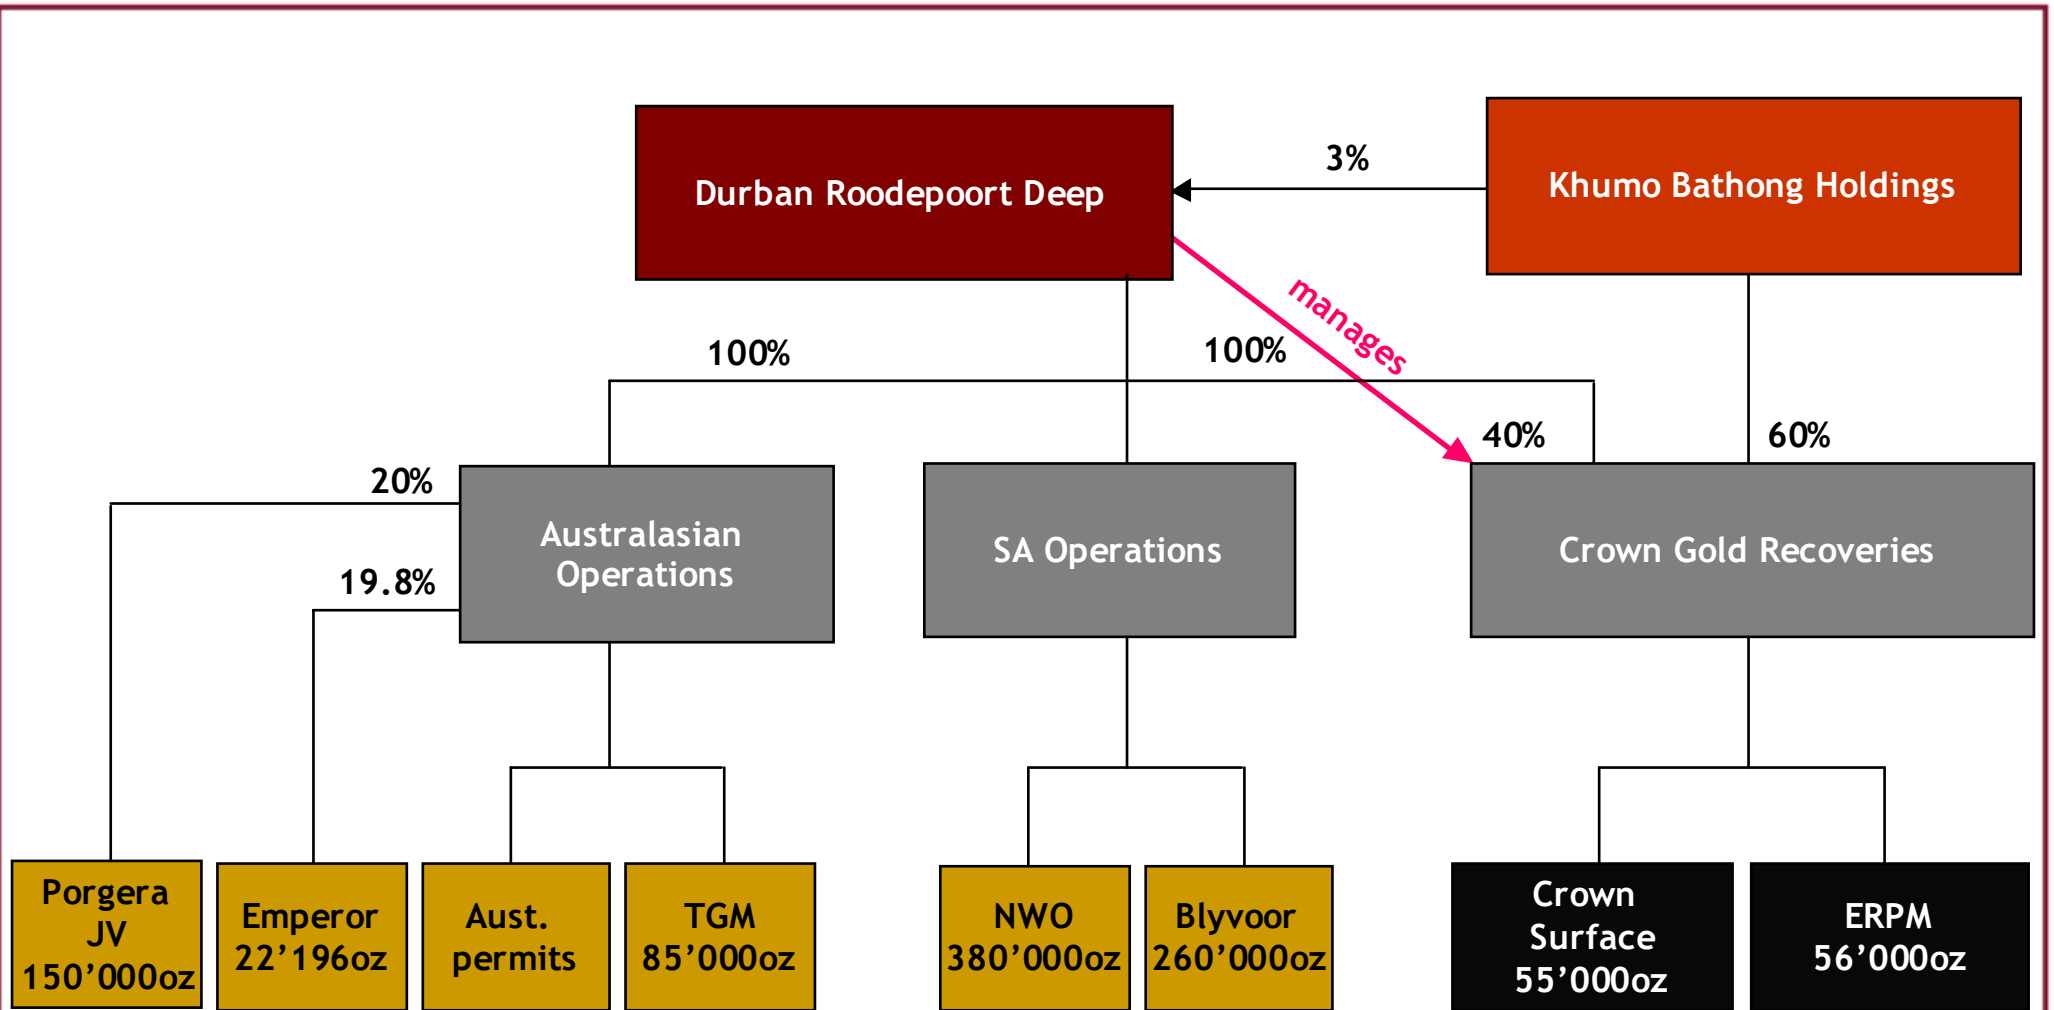 3%
Durban Roodepoort Deep
Khumo Bathong Holdings
manages
100%
100%
40%
60%
20%
Australasian
Operations
SA Operations
Crown Gold Recoveries
19.8%
Porgera
JV
150’000oz
Emperor
22’196oz
Aust.
permits
TGM
85’000oz
NWO
380’000oz
Blyvoor
260’000oz
Crown
Surface
55’000oz
ERPM
56’000oz